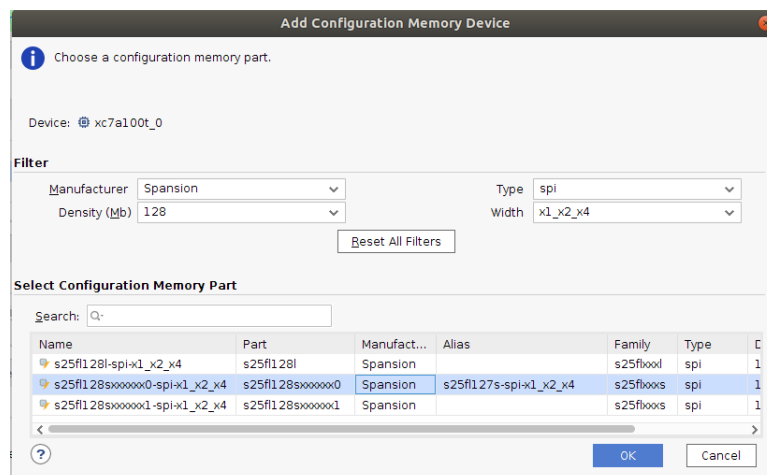 Add Configuration Memory Device
Choose a configuration memory part.
Device: xc7a100t_0
Filter
Manufacturer Spansion Type spi
Density (Mb) 128 Width x1_x2_x4
Reset All Filters
Select Configuration Memory Part
Search: Q-
Name Part Manufact... Alias Family Type D
s25fl128l-spi-x1_x2_x4 s25fl128l Spansion s25flxxxl spi 1
s25fl128sxxxxxx0-spi-x1_x2_x4 s25fl128sxxxxxx0 Spansion s25fl127s-spi-x1_x2_x4 s25flxxxs spi 1
s25fl128sxxxxxx1-spi-x1_x2_x4 s25fl128sxxxxxx1 Spansion s25flxxxs spi 1
? OK Cancel